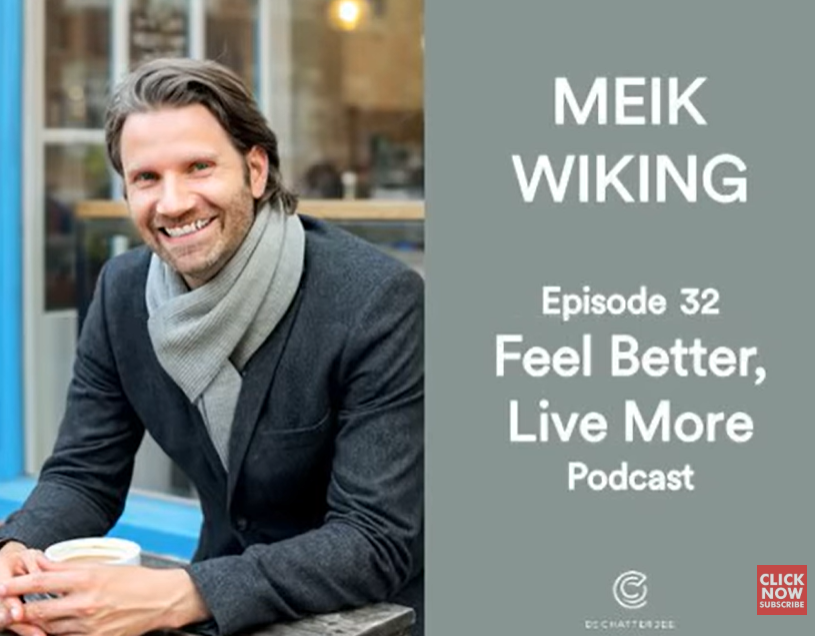 MEIK
WIKING
Episode 32
Feel Better,
Live More
Podcast
DR CHATTERJEE
CLICK
NOW
SUBSCRIBE